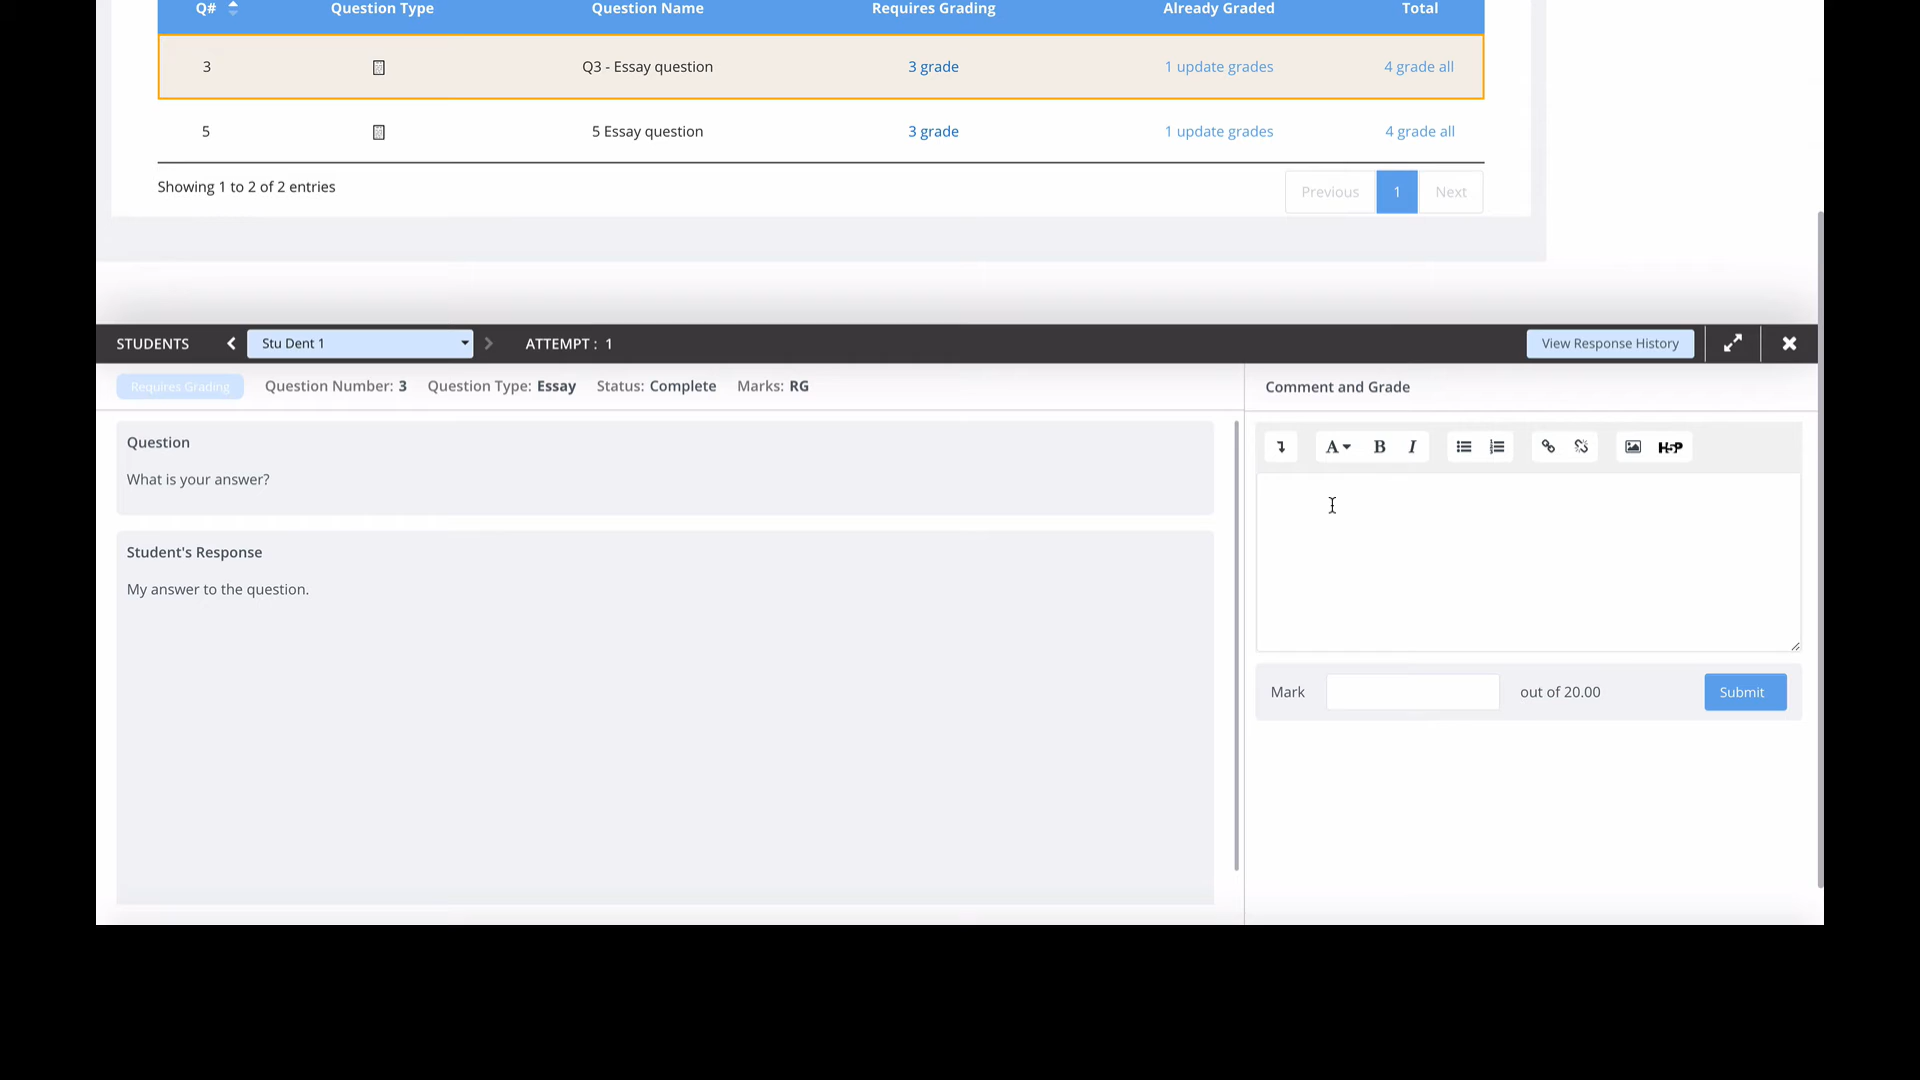 Q# Question Type Question Name Requires Grading Already Graded Total
3 Q3 - Essay question 3 grade 1 update grades 4 grade all
5 5 Essay question 3 grade 1 update grades 4 grade all
Showing 1 to 2 of 2 entries
Previous 1 Next
STUDENTS Stu Dent 1 ATTEMPT : 1 View Response History
Requires Grading Question Number: 3 Question Type: Essay Status: Complete Marks: RG
Comment and Grade
A B I H5P
Question
What is your answer?
Student's Response
My answer to the question.
Mark out of 20.00 Submit